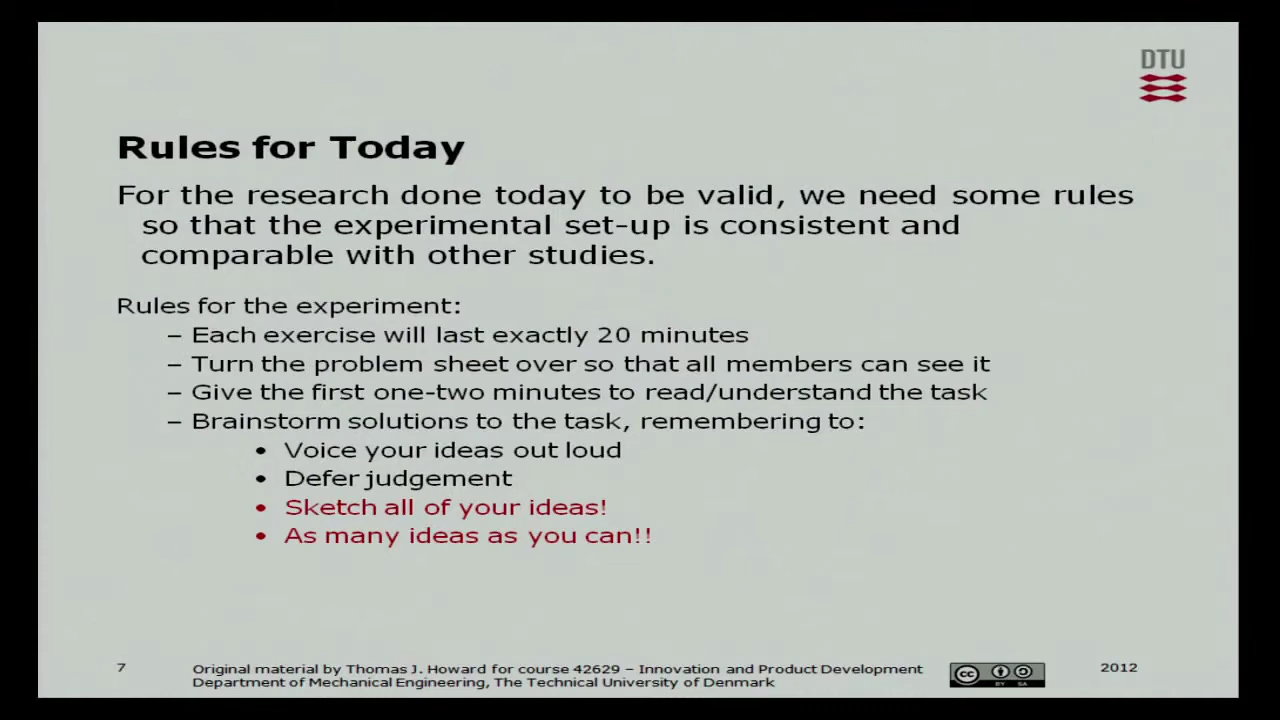 DTU
Rules for Today
For the research done today to be valid, we need some rules
so that the experimental set-up is consistent and
comparable with other studies.
Rules for the experiment:
– Each exercise will last exactly 20 minutes
– Turn the problem sheet over so that all members can see it
– Give the first one-two minutes to read/understand the task
– Brainstorm solutions to the task, remembering to:
• Voice your ideas out loud
• Defer judgement
• Sketch all of your ideas!
• As many ideas as you can!!
7
Original material by Thomas J. Howard for course 42629 – Innovation and Product Development
Department of Mechanical Engineering, The Technical University of Denmark
cc
BY SA
2012